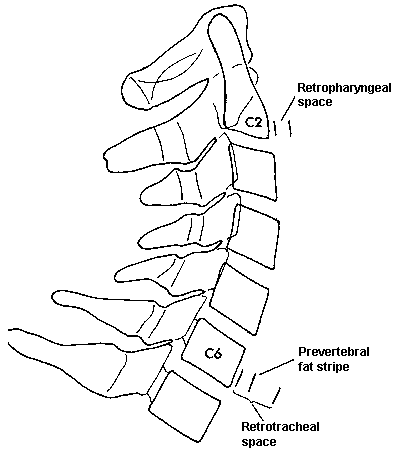 Retropharyngeal
space
C2
C6
Prevertebral
fat stripe
Retrotracheal
space